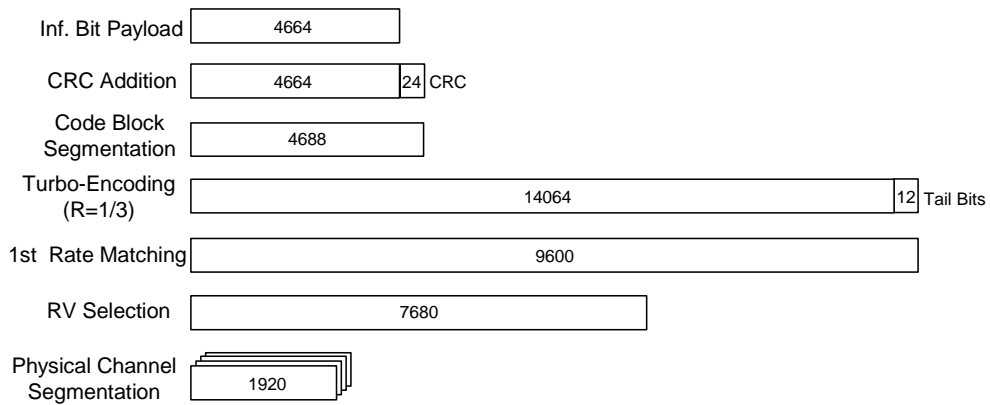 Inf. Bit Payload
4664
CRC Addition
4664
24
CRC
Code Block
Segmentation
4688
Turbo-Encoding
(R=1/3)
14064
12
Tail Bits
1st Rate Matching
9600
RV Selection
7680
Physical Channel
Segmentation
1920